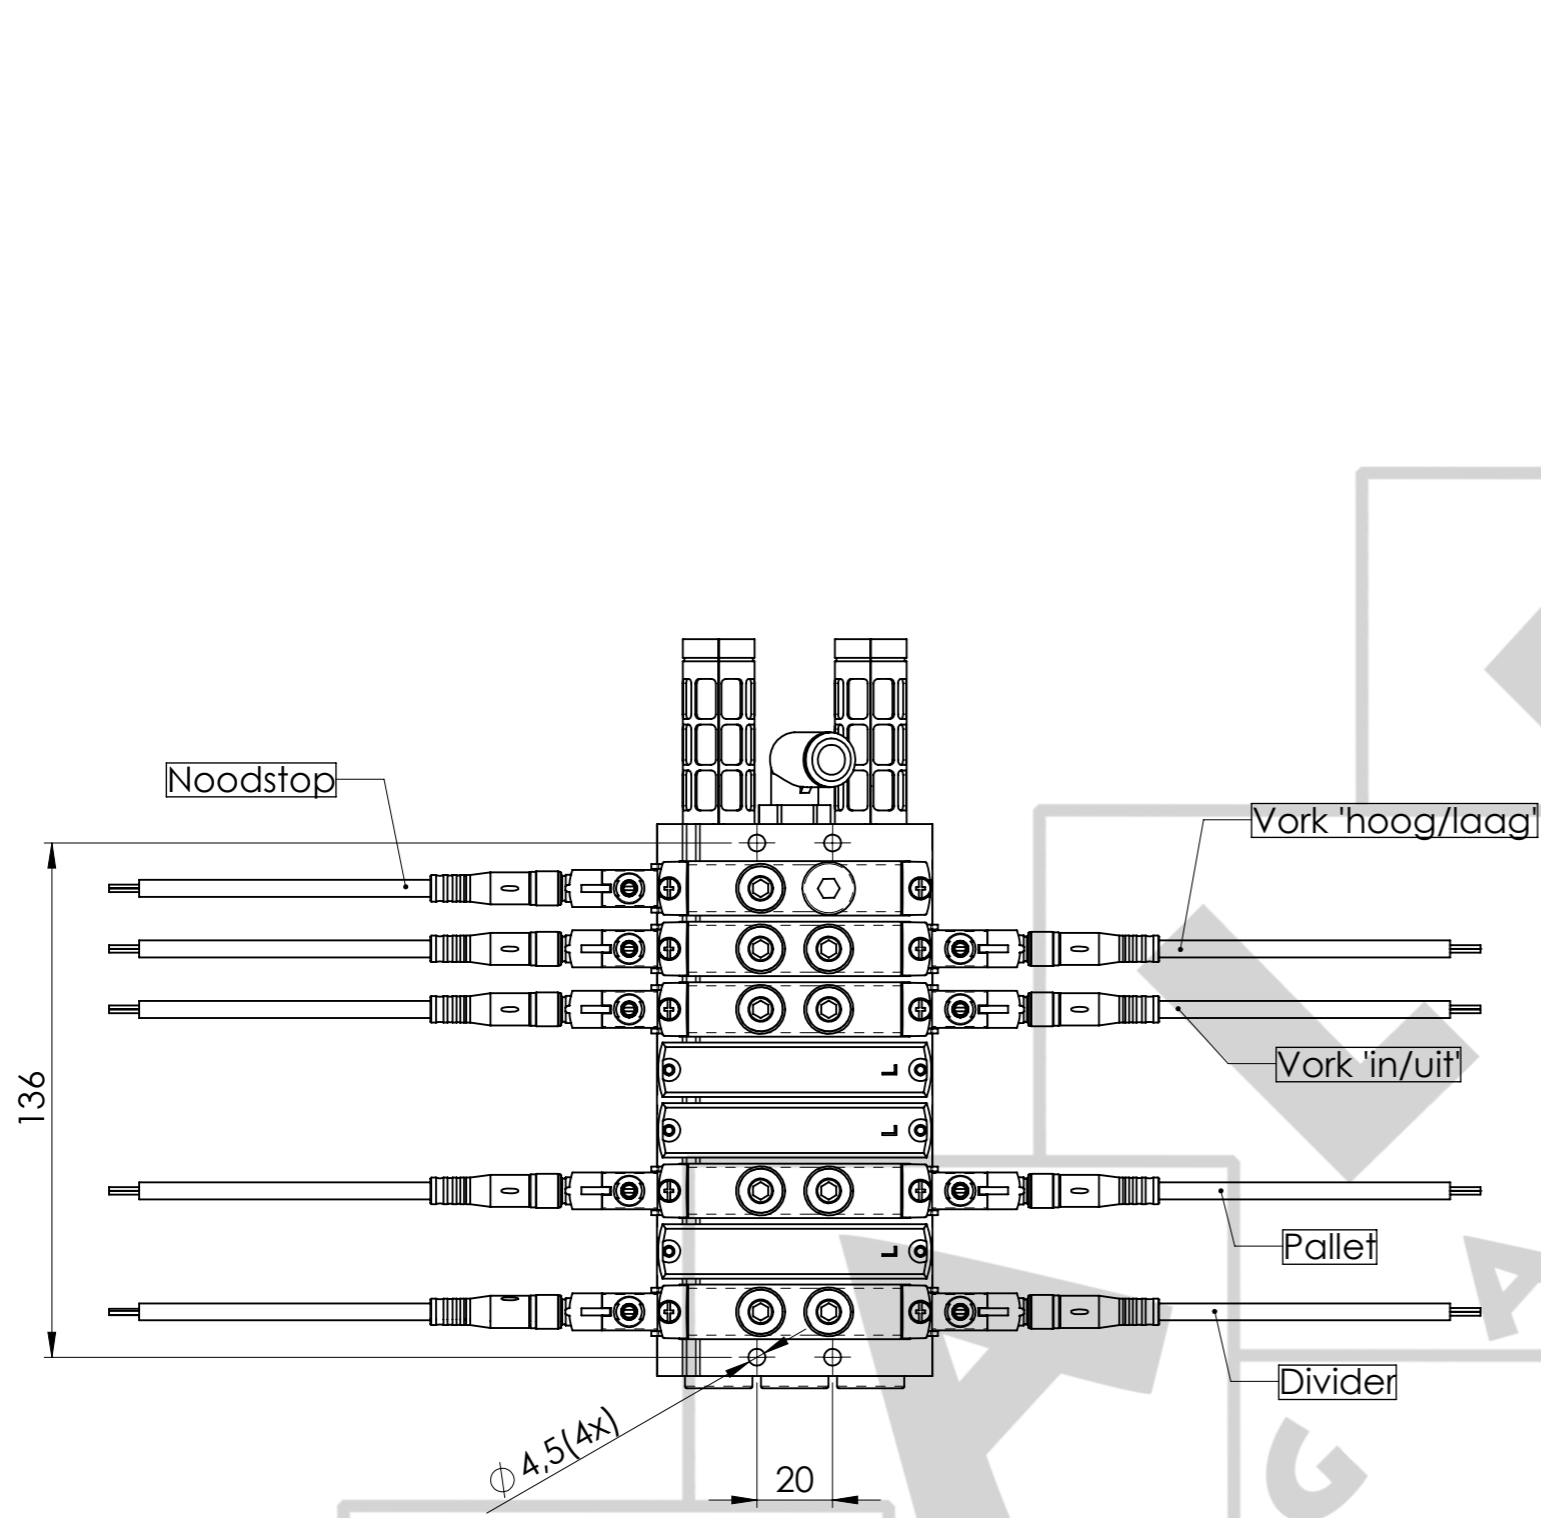 Noodstop
Vork 'hoog/laag'
136
Vork 'in/uit'
L
L
Pallet
L
Divider
⌀ 4,5(4x)
20
A
G